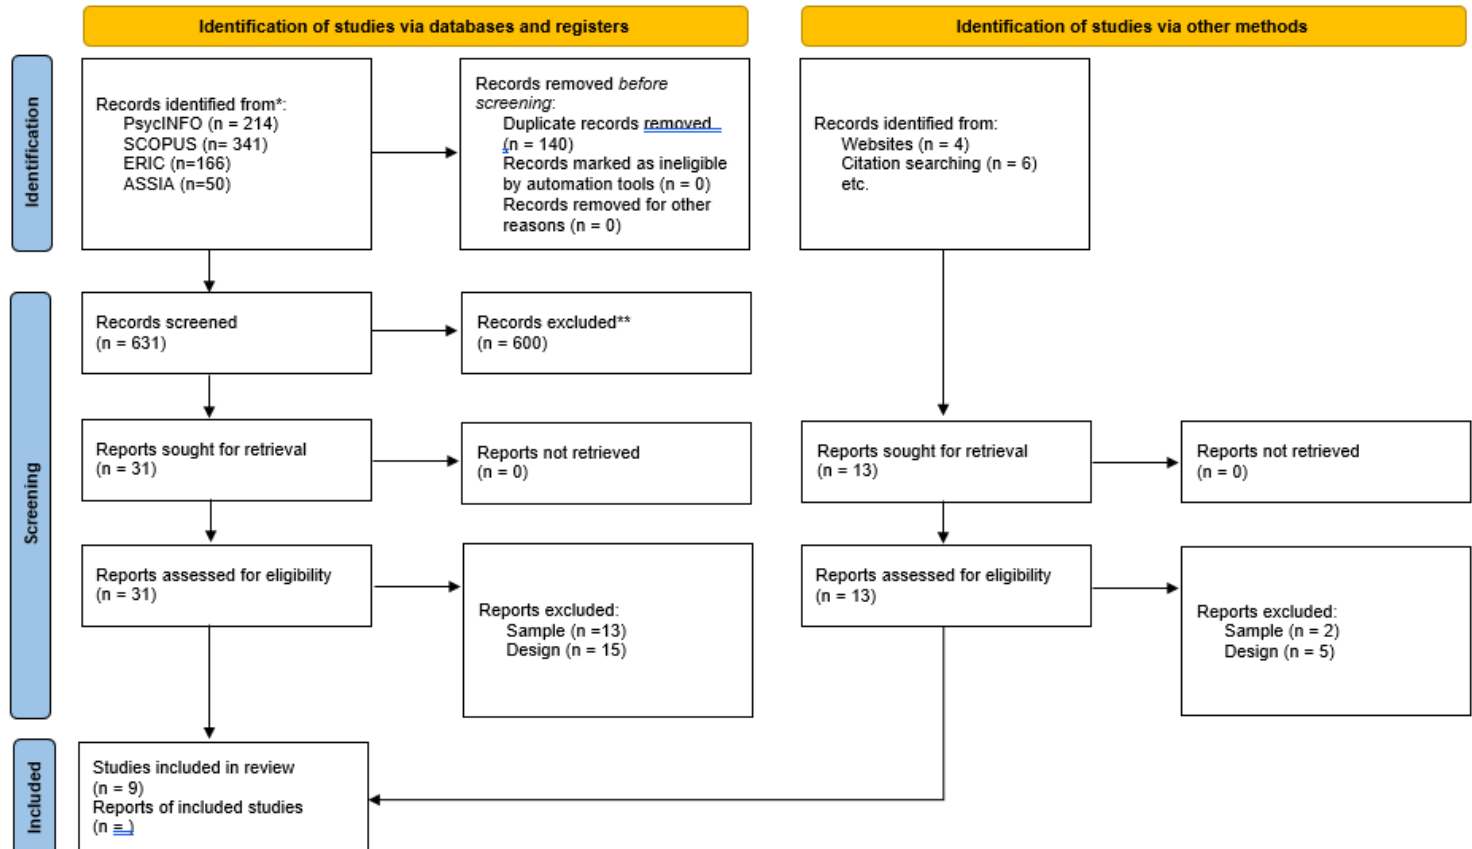 Identification of studies via databases and registers
Identification of studies via other methods
Identification
Records identified from*:
PsycINFO (n = 214)
SCOPUS (n= 341)
ERIC (n=166)
ASSIA (n=50)
Records removed before
screening:
Duplicate records removed
(n = 140)
Records marked as ineligible
by automation tools (n = 0)
Records removed for other
reasons (n = 0)
Records identified from:
Websites (n = 4)
Citation searching (n = 6)
etc.
Screening
Records screened
(n = 631)
Records excluded**
(n = 600)
Reports sought for retrieval
(n = 31)
Reports not retrieved
(n = 0)
Reports sought for retrieval
(n = 13)
Reports not retrieved
(n = 0)
Reports assessed for eligibility
(n = 31)
Reports excluded:
Sample (n =13)
Design (n = 15)
Reports assessed for eligibility
(n = 13)
Reports excluded:
Sample (n = 2)
Design (n = 5)
Included
Studies included in review
(n = 9)
Reports of included studies
(n = )